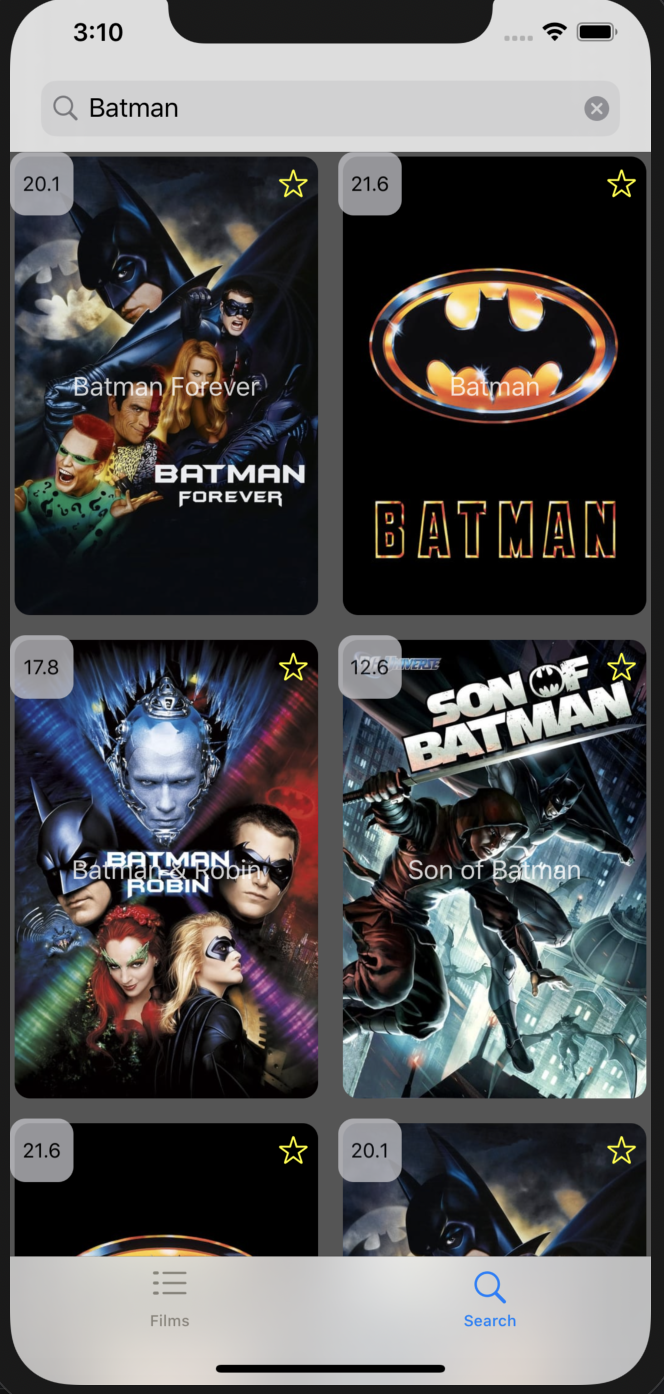 3:10
Batman
20.1
21.6
Batman Forever
Batman
BATMAN
FOREVER
BATMAN
17.8
12.6
SON OF
BATMAN
BATMAN
Batman & Robin
ROBIN
Son of Batman
21.6
20.1
Films
Search